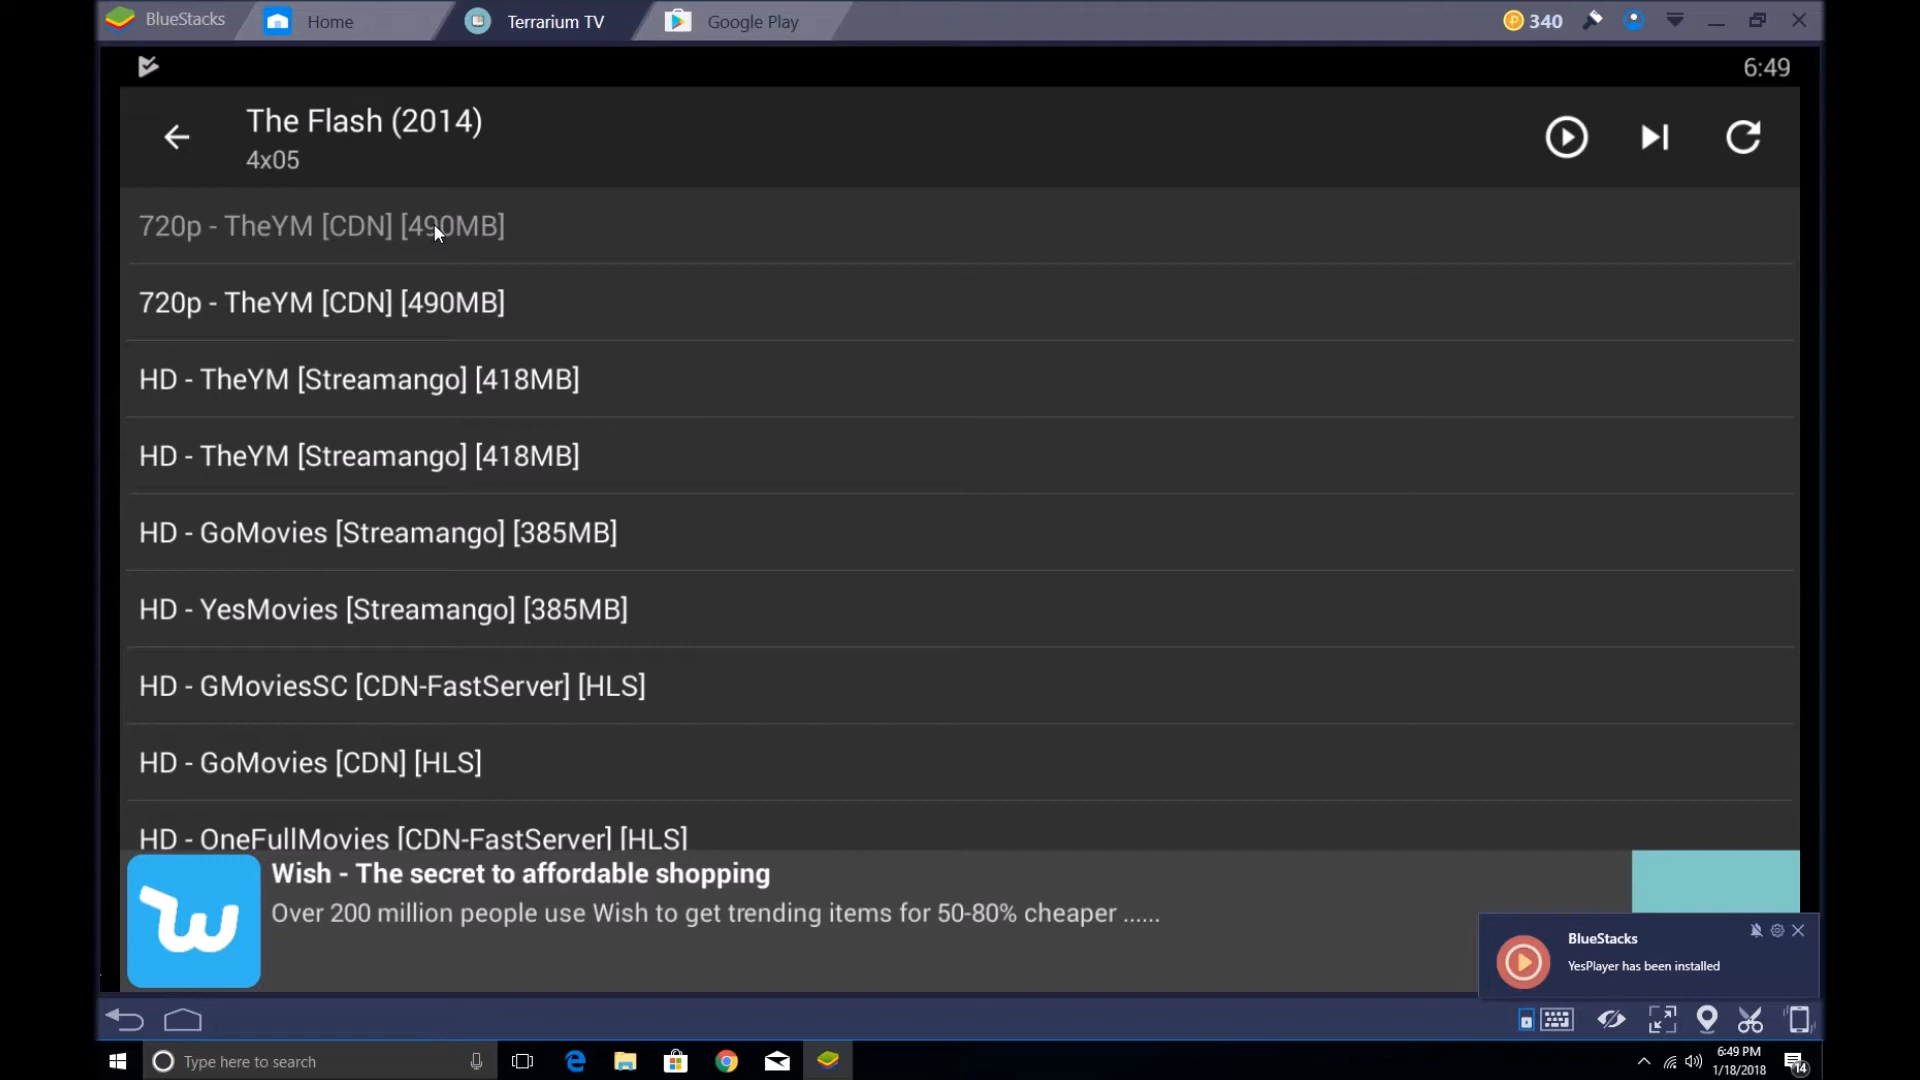 BlueStacks
Home
Terrarium TV
Google Play
P 340
6:49
The Flash (2014)
4x05
720p - TheYM [CDN] [490MB]
720p - TheYM [CDN] [490MB]
HD - TheYM [Streamango] [418MB]
HD - TheYM [Streamango] [418MB]
HD - GoMovies [Streamango] [385MB]
HD - YesMovies [Streamango] [385MB]
HD - GMoviesSC [CDN-FastServer] [HLS]
HD - GoMovies [CDN] [HLS]
HD - OneFullMovies [CDN-FastServer] [HLS]
Wish - The secret to affordable shopping
Over 200 million people use Wish to get trending items for 50-80% cheaper ......
w
BlueStacks
YesPlayer has been installed
Type here to search
6:49 PM
1/18/2018
14